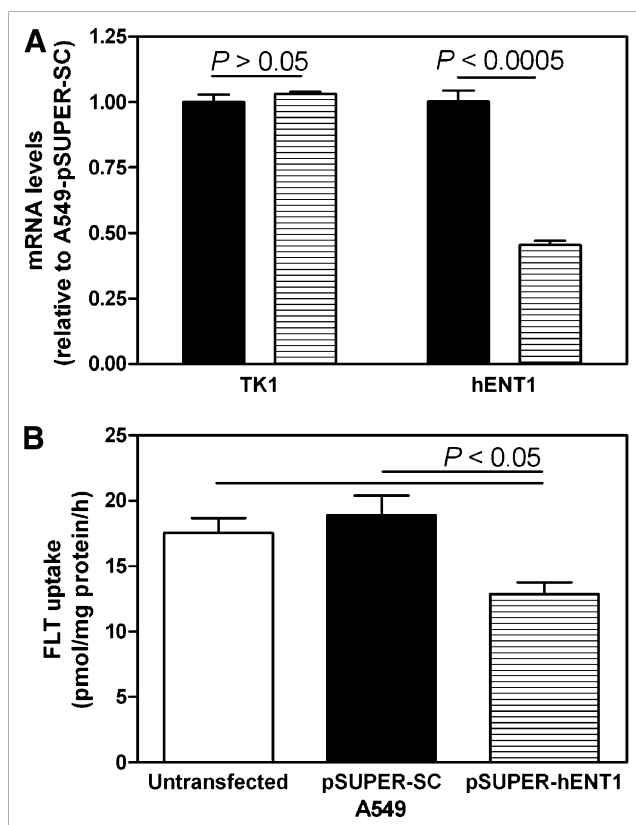 A
mRNA levels
(relative to A549-pSUPER-SC)
1.25
1.00
0.75
0.50
0.25
0.00
P > 0.05
P < 0.0005
TK1
hENT1
B
FLT uptake
(pmol/mg protein/h)
25
20
15
10
5
0
P < 0.05
Untransfected
pSUPER-SC
pSUPER-hENT1
A549